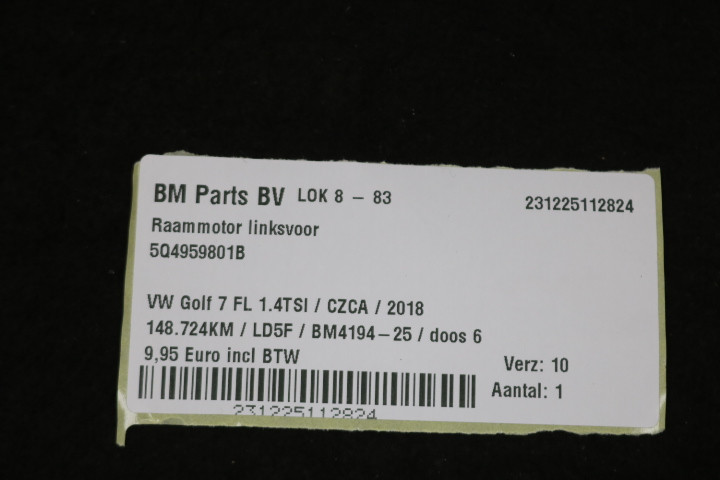 BM Parts BV LOK 8 - 83 231225112824
Raammotor linksvoor
5Q4959801B
VW Golf 7 FL 1.4TSI / CZCA / 2018
148.724KM / LD5F / BM4194-25 / doos 6
9,95 Euro incl BTW
Verz: 10
Aantal: 1
231225112824